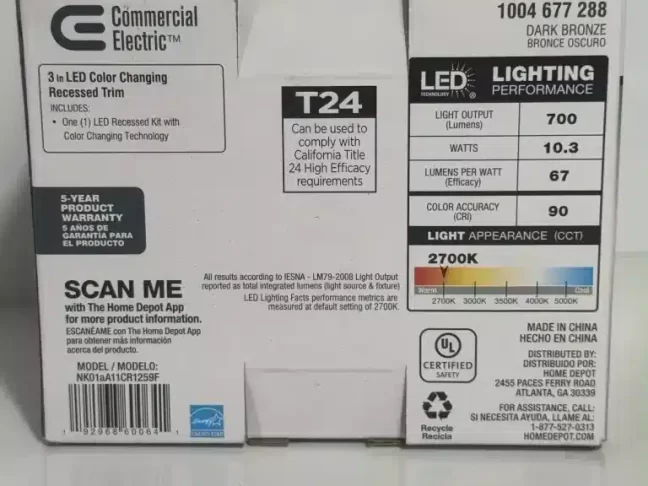 Commercial
Electric™
3 in LED Color Changing
Recessed Trim
INCLUDES:
• One (1) LED Recessed Kit with
Color Changing Technology
5-YEAR
PRODUCT
WARRANTY
5 AÑOS DE
GARANTÍA PARA
EL PRODUCTO
SCAN ME
with The Home Depot App
for more product information.
ESCANÉAME con The Home Depot App
para obtener más información
acerca del producto.
MODEL / MODELO:
NK01aA11CR1259F
1 92968 60064 1
T24
Can be used to
comply with
California Title
24 High Efficacy
requirements
All results according to IESNA - LM79-2008 Light Output
reported as total integrated lumens (light source & fixture)
LED Lighting Facts performance metrics are
measured at default setting of 2700K.
1004 677 288
DARK BRONZE
BRONCE OSCURO
LED
TECHNOLOGY
®
LIGHTING
PERFORMANCE
LIGHT OUTPUT
(Lumens)
700
WATTS
10.3
LUMENS PER WATT
(Efficacy)
67
COLOR ACCURACY
(CRI)
90
LIGHT APPEARANCE (CCT)
2700K
Warm Cool
2700K 3000K 3500K 4000K 5000K
UL
CERTIFIED
SAFETY
Recycle
Recicla
MADE IN CHINA
HECHO EN CHINA
DISTRIBUTED BY:
DISTRIBUIDO POR:
HOME DEPOT
2455 PACES FERRY ROAD
ATLANTA, GA 30339
FOR ASSISTANCE, CALL:
SI NECESITA AYUDA, LLAME AL:
1-877-527-0313
HOMEDEPOT.COM